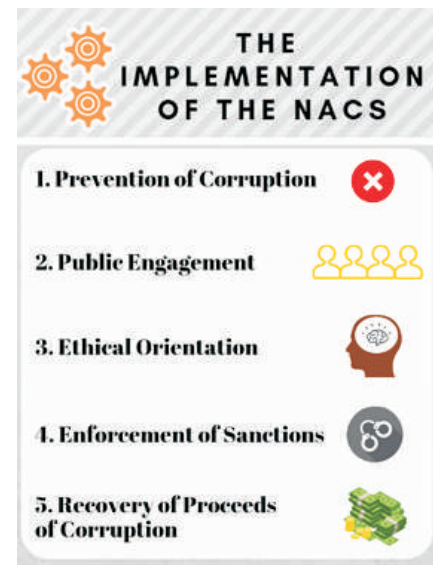 THE
IMPLEMENTATION
OF THE NACS
1. Prevention of Corruption
2. Public Engagement
3. Ethical Orientation
4. Enforcement of Sanctions
5. Recovery of Proceeds
of Corruption